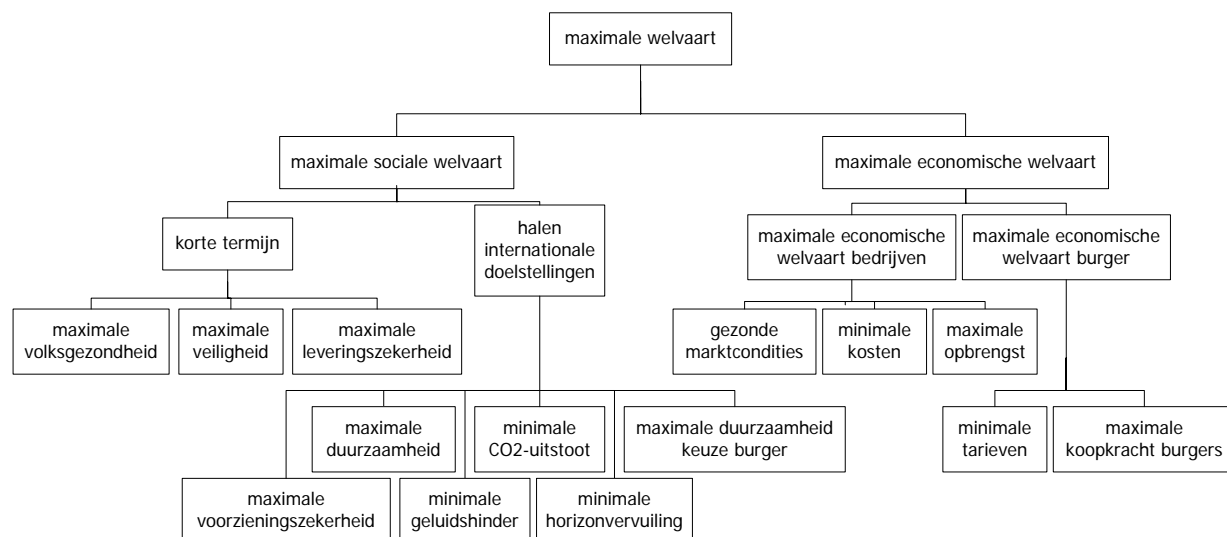 maximale welvaart
maximale sociale welvaart
maximale economische welvaart
korte termijn
halen
internationale
doelstellingen
maximale economische
welvaart bedrijven
maximale economische
welvaart burger
maximale
volksgezondheid
maximale
veiligheid
maximale
leveringszekerheid
gezonde
marktcondities
minimale
kosten
maximale
opbrengst
maximale
duurzaamheid
minimale
CO2-uitstoot
maximale duurzaamheid
keuze burger
minimale
tarieven
maximale
koopkracht burgers
maximale
voorzieningszekerheid
minimale
geluidshinder
minimale
horizonvervuiling